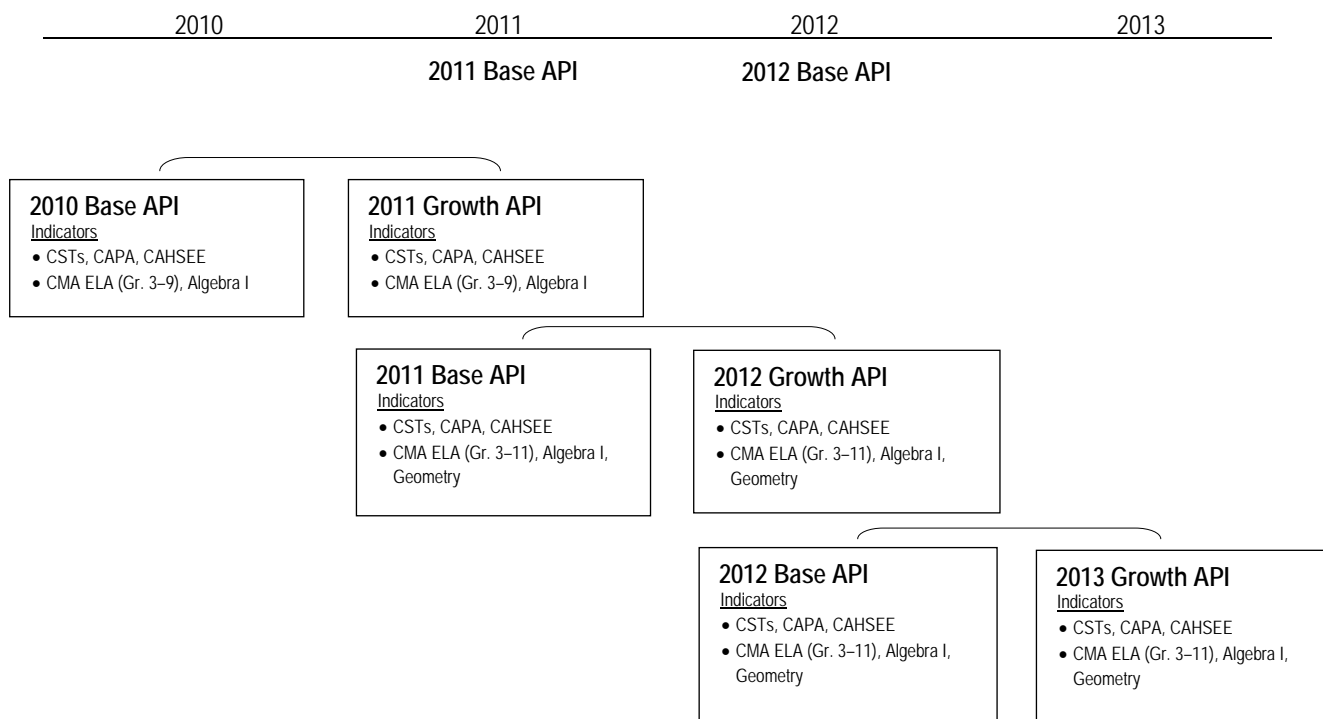 2010 2011 2012 2013
2011 Base API 2012 Base API
2010 Base API
Indicators
• CSTs, CAPA, CAHSEE
• CMA ELA (Gr. 3–9), Algebra I
2011 Growth API
Indicators
• CSTs, CAPA, CAHSEE
• CMA ELA (Gr. 3–9), Algebra I
2011 Base API
Indicators
• CSTs, CAPA, CAHSEE
• CMA ELA (Gr. 3–11), Algebra I,
Geometry
2012 Growth API
Indicators
• CSTs, CAPA, CAHSEE
• CMA ELA (Gr. 3–11), Algebra I,
Geometry
2012 Base API
Indicators
• CSTs, CAPA, CAHSEE
• CMA ELA (Gr. 3–11), Algebra I,
Geometry
2013 Growth API
Indicators
• CSTs, CAPA, CAHSEE
• CMA ELA (Gr. 3–11), Algebra I,
Geometry